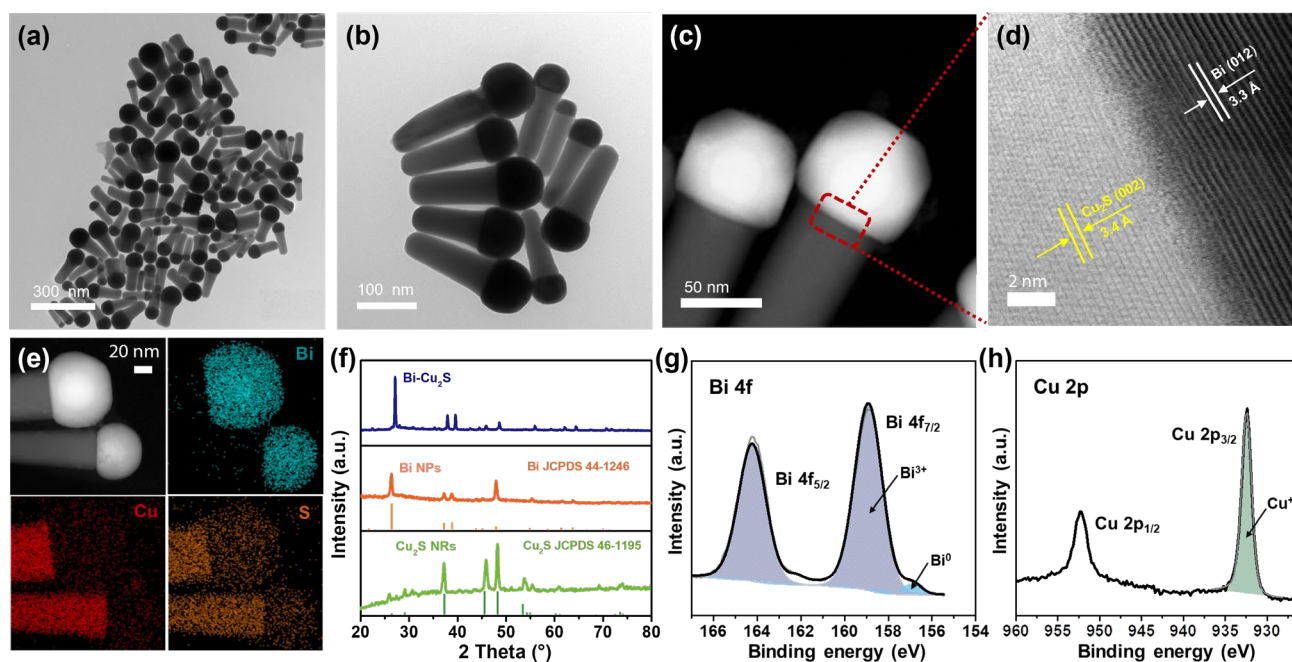 (a)
300 nm
(b)
100 nm
(c)
50 nm
(d)
Bi (012)
3.3 Å
Cu₂S (002)
3.4 Å
2 nm
(e)
20 nm
Bi
Cu
S
(f)
Bi-Cu₂S
Bi NPs
Bi JCPDS 44-1246
Cu₂S NRs
Cu₂S JCPDS 46-1195
Intensity (a.u.)
20 30 40 50 60 70 80
2 Theta (°)
(g)
Bi 4f
Bi 4f₇/₂
Bi³⁺
Bi 4f₅/₂
Bi⁰
Intensity (a.u.)
166 164 162 160 158 156 154
Binding energy (eV)
(h)
Cu 2p
Cu 2p₃/₂
Cu⁺
Cu 2p₁/₂
Intensity (a.u.)
960 955 950 945 940 935 930
Binding energy (eV)